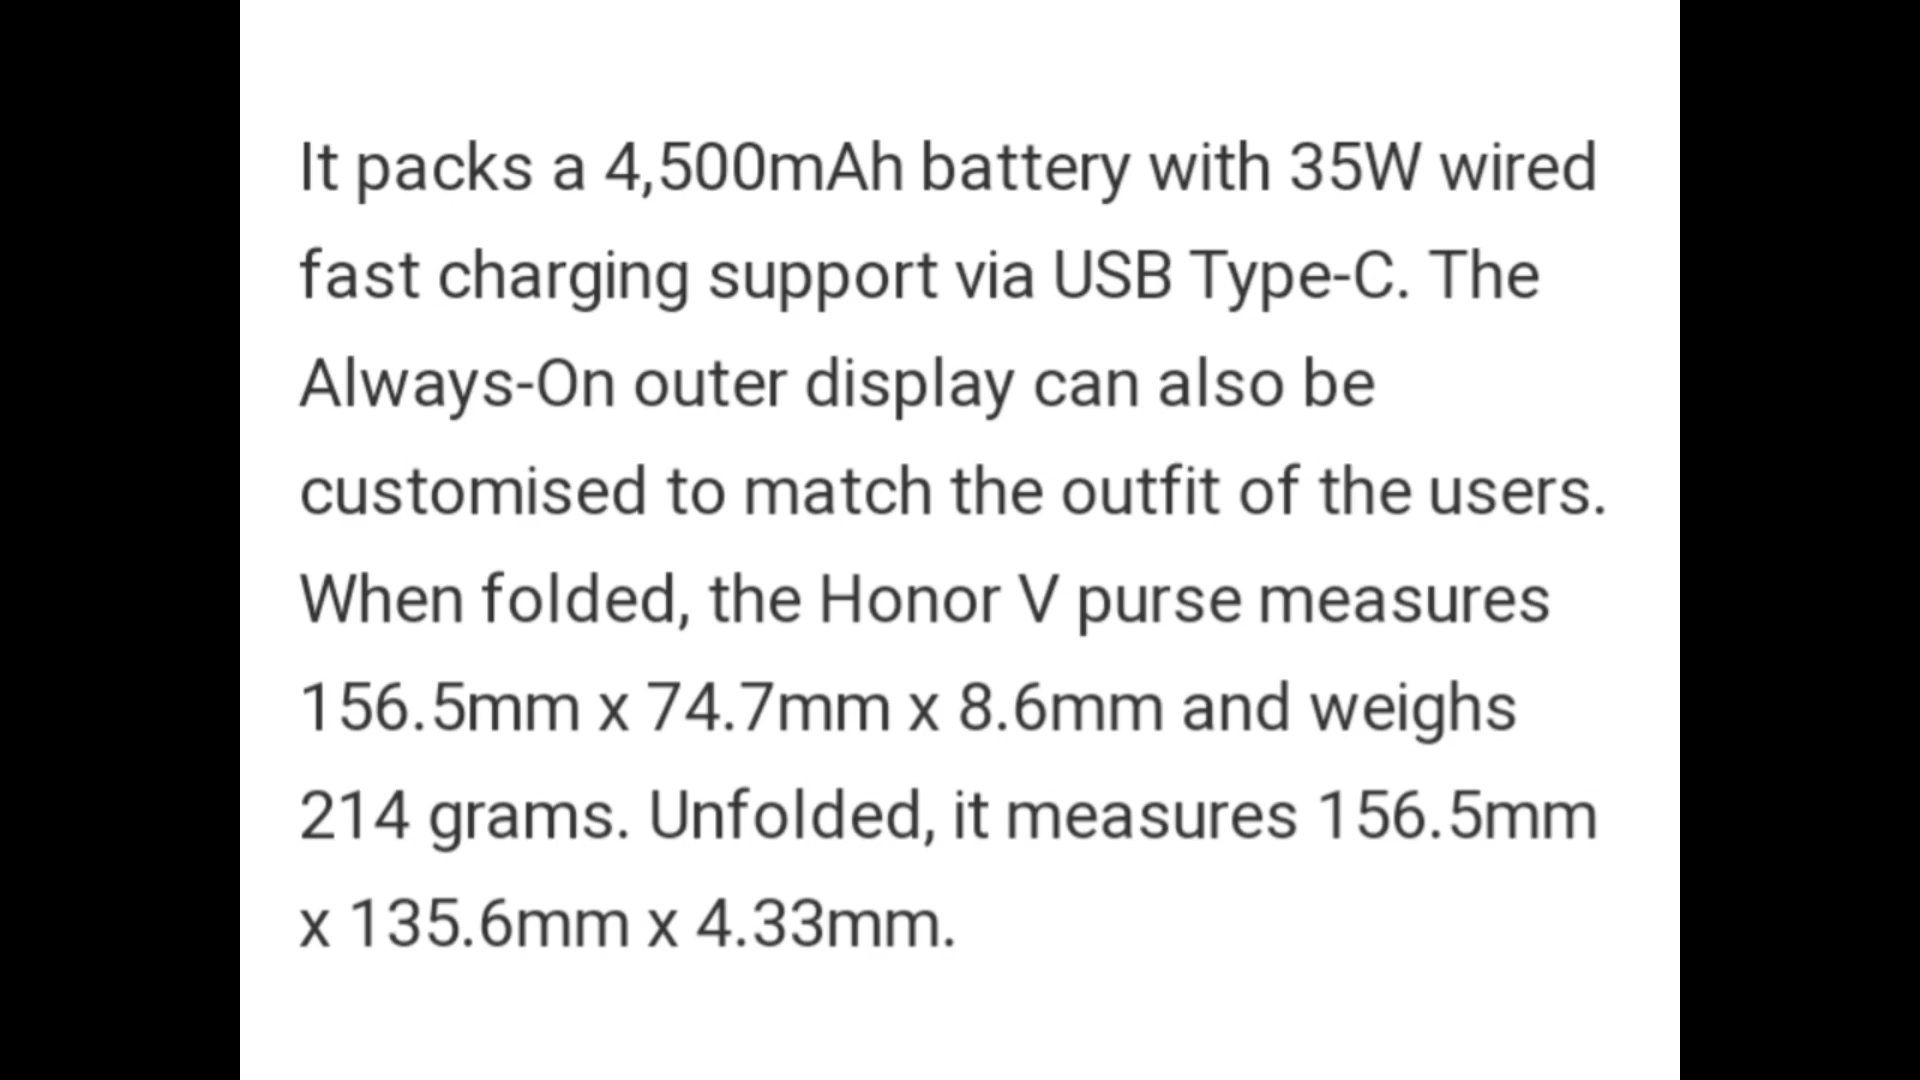 It packs a 4,500mAh battery with 35W wired
fast charging support via USB Type-C. The
Always-On outer display can also be
customised to match the outfit of the users.
When folded, the Honor V purse measures
156.5mm x 74.7mm x 8.6mm and weighs
214 grams. Unfolded, it measures 156.5mm
x 135.6mm x 4.33mm.